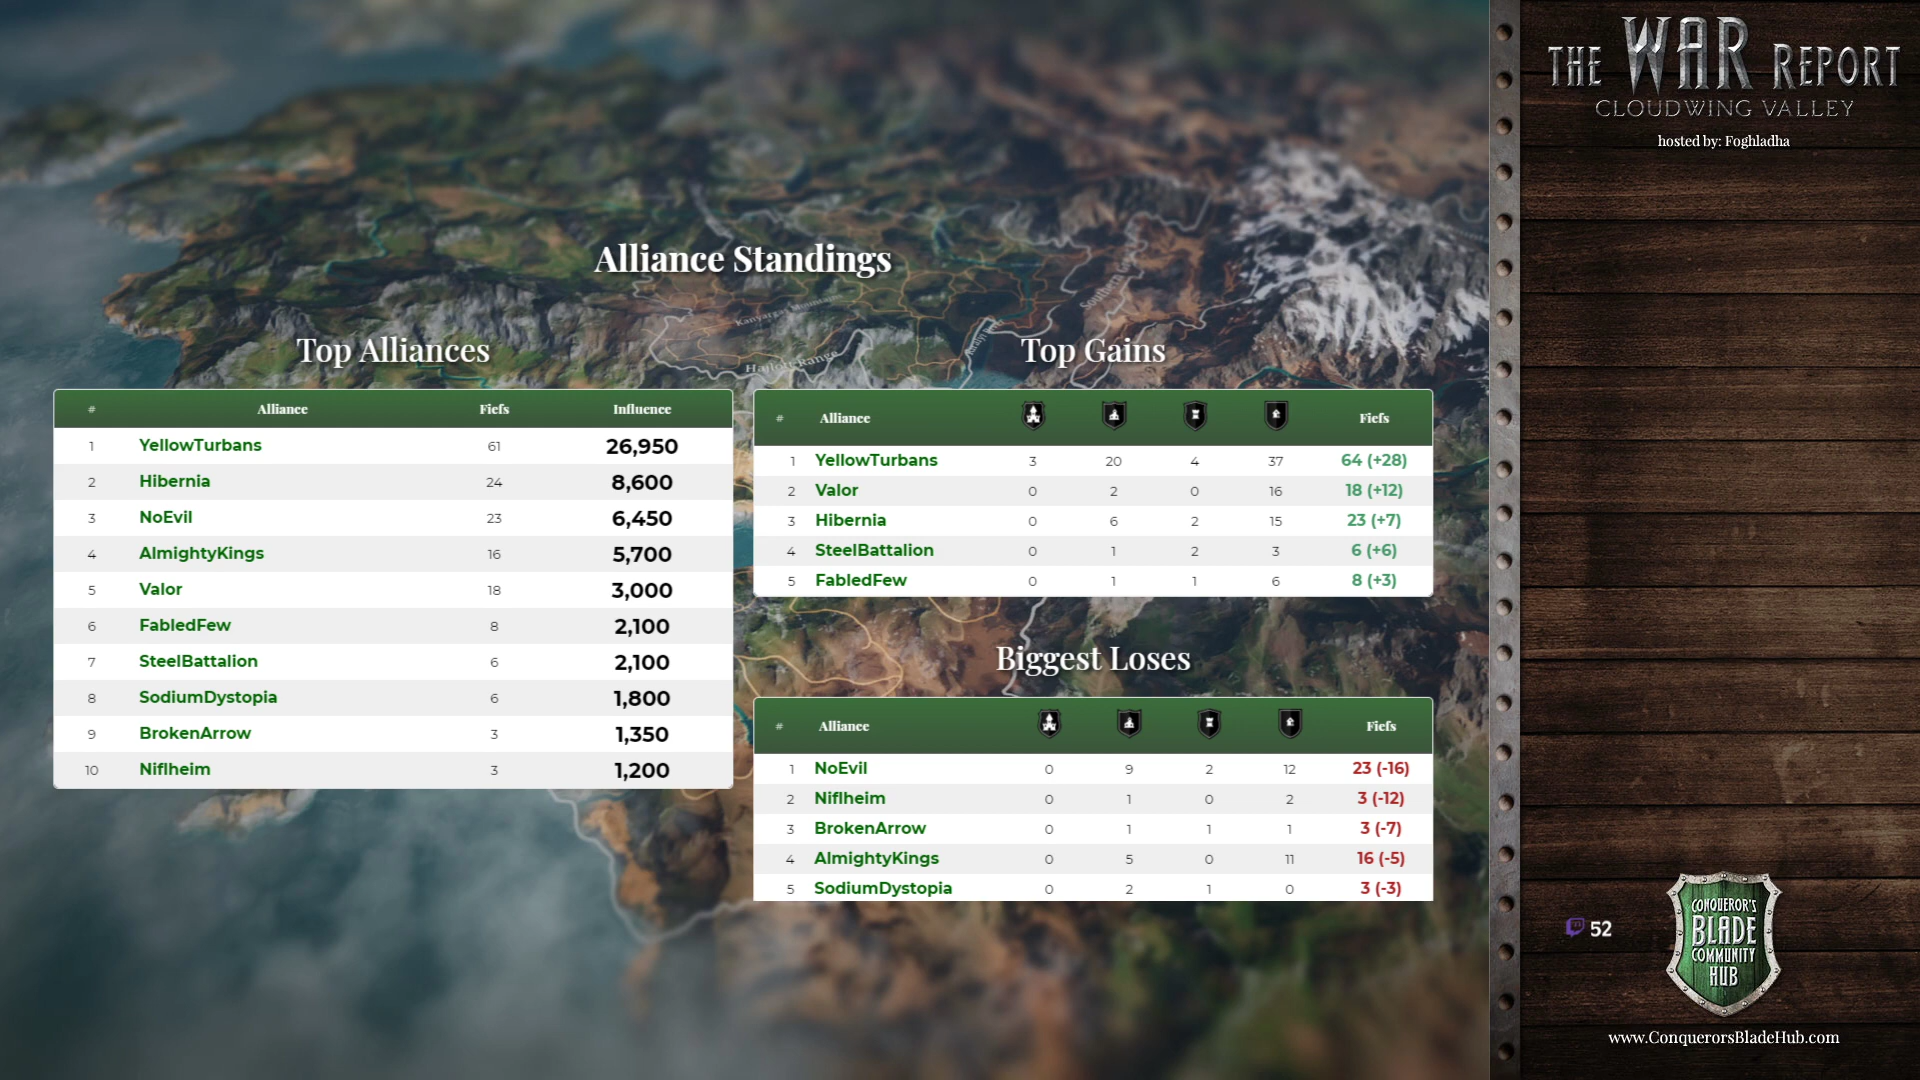 THE WAR REPORT
CLOUDWING VALLEY
hosted by: Foghladha
Alliance Standings
Top Alliances
# Alliance Fiefs Influence
1 YellowTurbans 61 26,950
2 Hibernia 24 8,600
3 NoEvil 23 6,450
4 AlmightyKings 16 5,700
5 Valor 18 3,000
6 FabledFew 8 2,100
7 SteelBattalion 6 2,100
8 SodiumDystopia 6 1,800
9 BrokenArrow 3 1,350
10 Niflheim 3 1,200
Top Gains
# Alliance Fiefs
1 YellowTurbans 3 20 4 37 64 (+28)
2 Valor 0 2 0 16 18 (+12)
3 Hibernia 0 6 2 15 23 (+7)
4 SteelBattalion 0 1 2 3 6 (+6)
5 FabledFew 0 1 1 6 8 (+3)
Biggest Loses
# Alliance Fiefs
1 NoEvil 0 9 2 12 23 (-16)
2 Niflheim 0 1 0 2 3 (-12)
3 BrokenArrow 0 1 1 1 3 (-7)
4 AlmightyKings 0 5 0 11 16 (-5)
5 SodiumDystopia 0 2 1 0 3 (-3)
Kanyargas Mountains
Range
52
CONQUEROR'S
BLADE
COMMUNITY
HUB
www.ConquerorsBladeHub.com